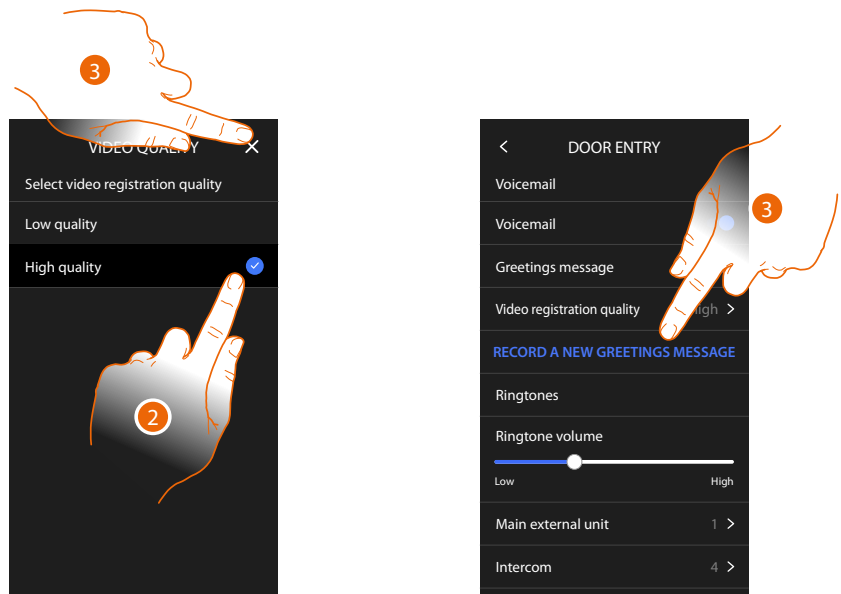 3
VIDEO QUALITY
Select video registration quality
Low quality
High quality
2
DOOR ENTRY
Voicemail
Voicemail
3
Greetings message
Video registration quality
RECORD A NEW GREETINGS MESSAGE
Ringtones
Ringtone volume
Low High
Main external unit 1
Intercom 4